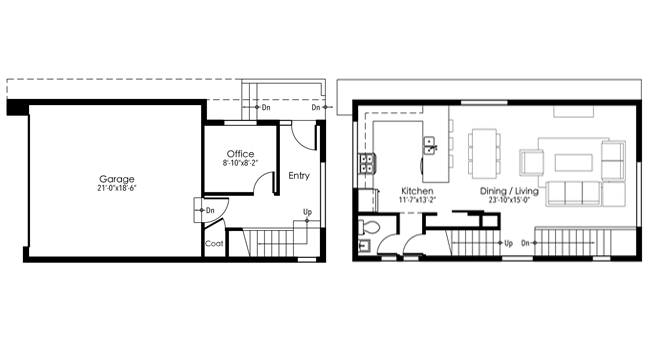 Dn
Dn
Office
8'-10"x8'-2"
Entry
Garage
21'-0"x18'-6"
Dn
Up
Coat
Kitchen
11'-7"x13'-2"
Dining / Living
23'-10"x15'-0"
Up
Dn